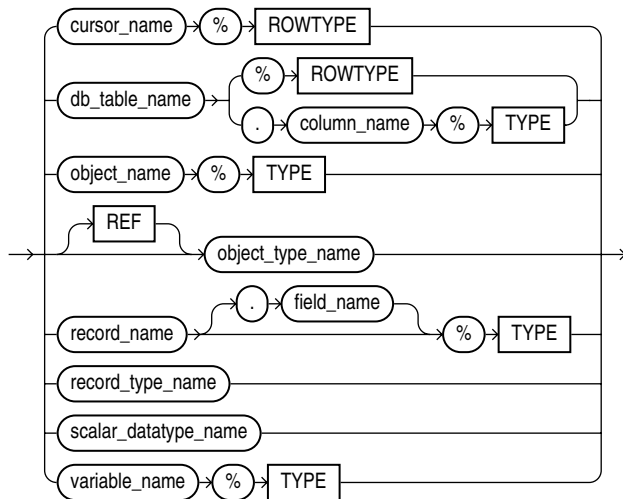 cursor_name % ROWTYPE
% ROWTYPE
db_table_name
. column_name % TYPE
object_name % TYPE
REF
object_type_name
. field_name
record_name % TYPE
record_type_name
scalar_datatype_name
variable_name % TYPE